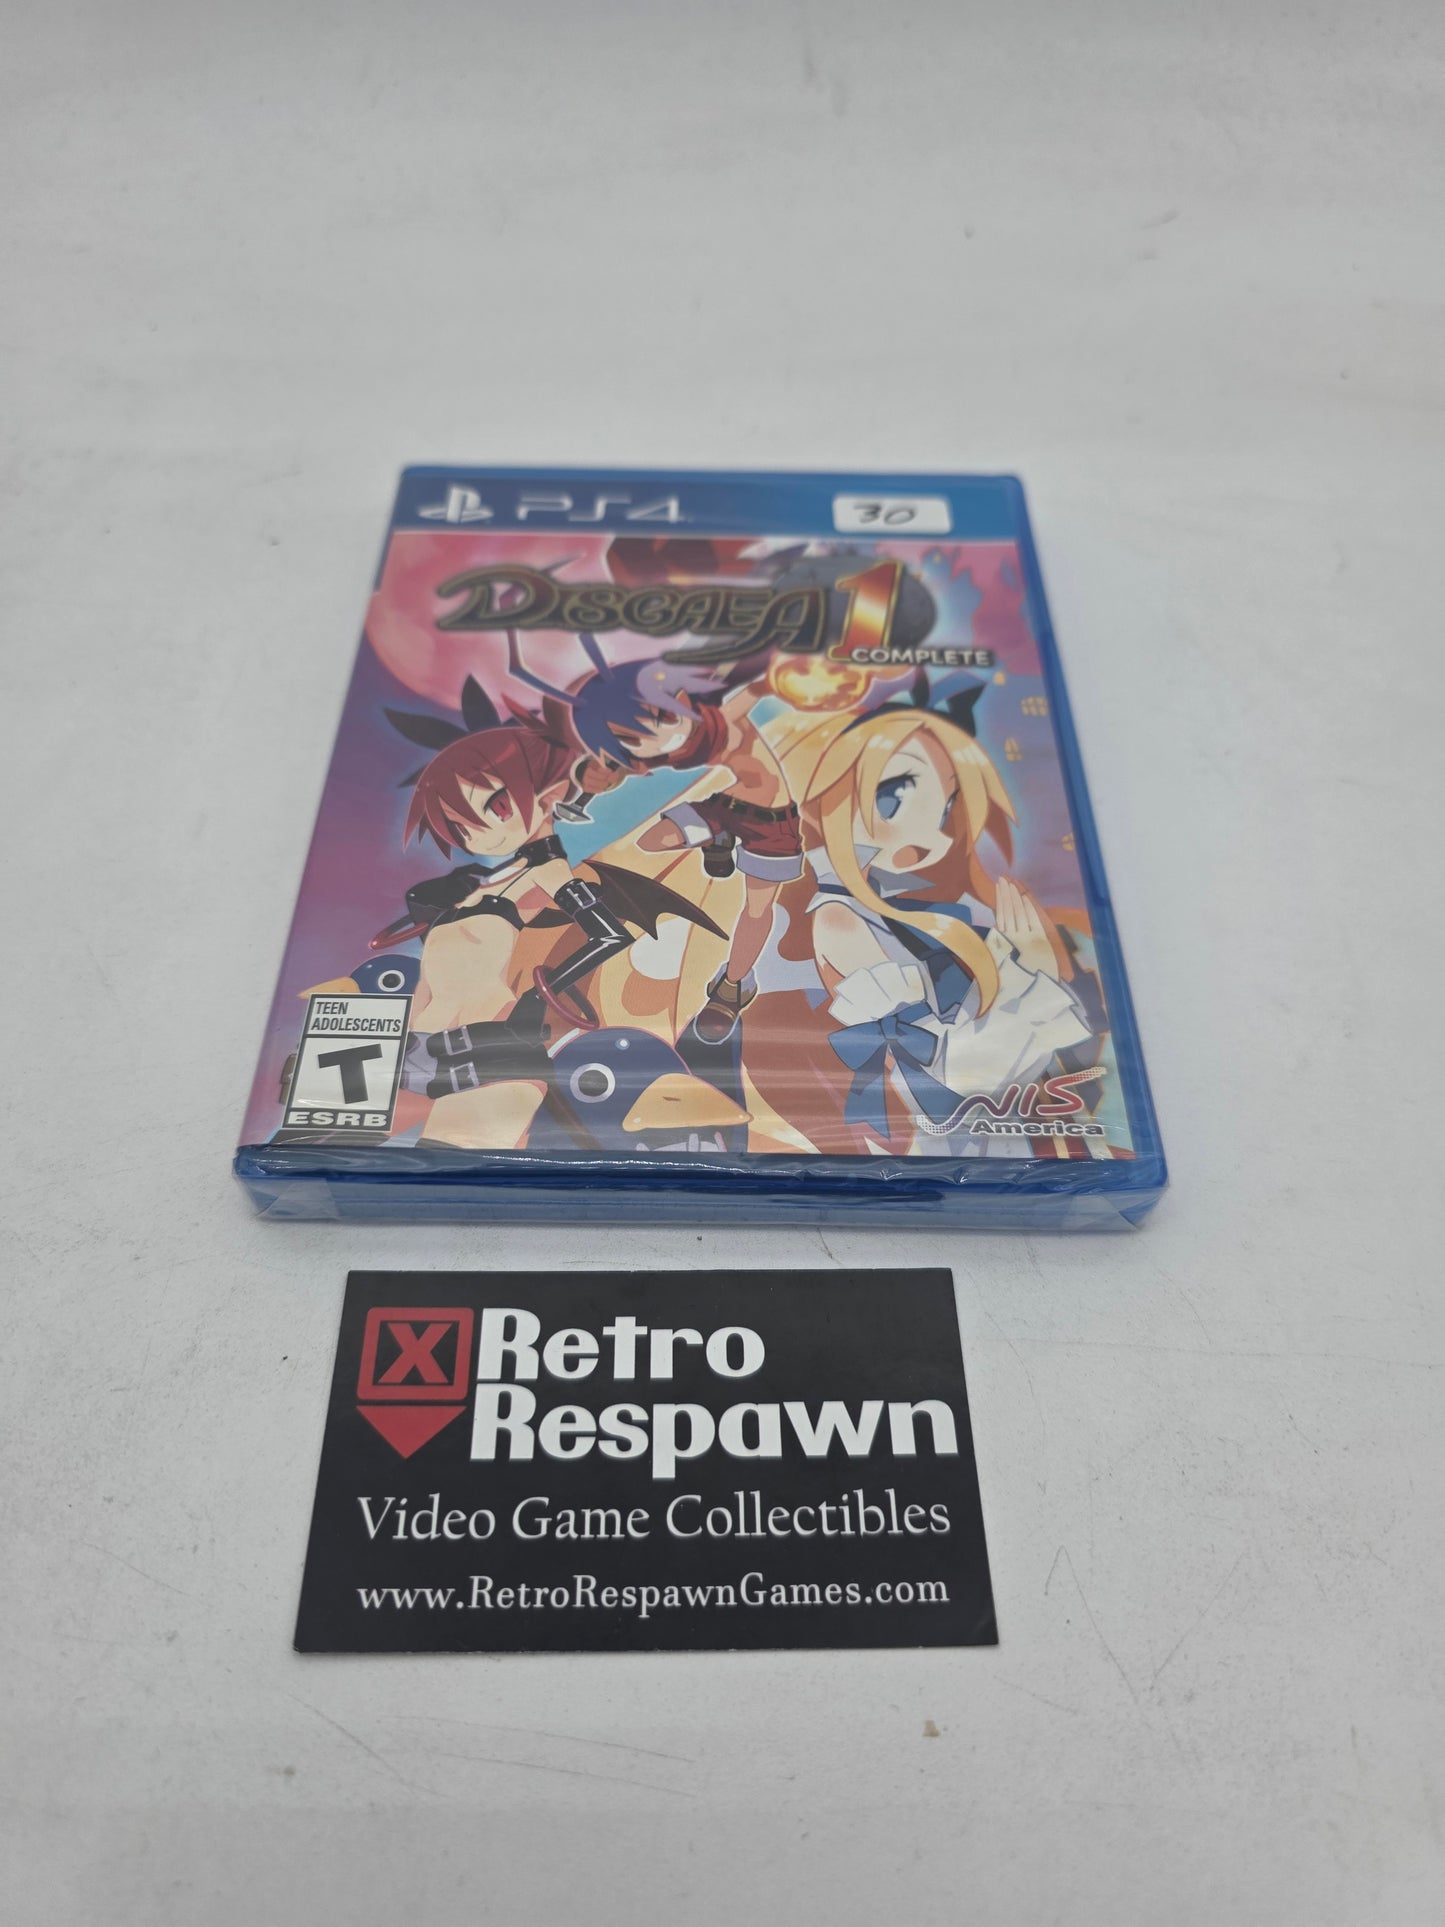 PS4
30
DISGAEA 1
COMPLETE
TEEN
ADOLESCENTS
T
ESRB
NIS
America
X Retro
Respawn
Video Game Collectibles
www.RetroRespawnGames.com